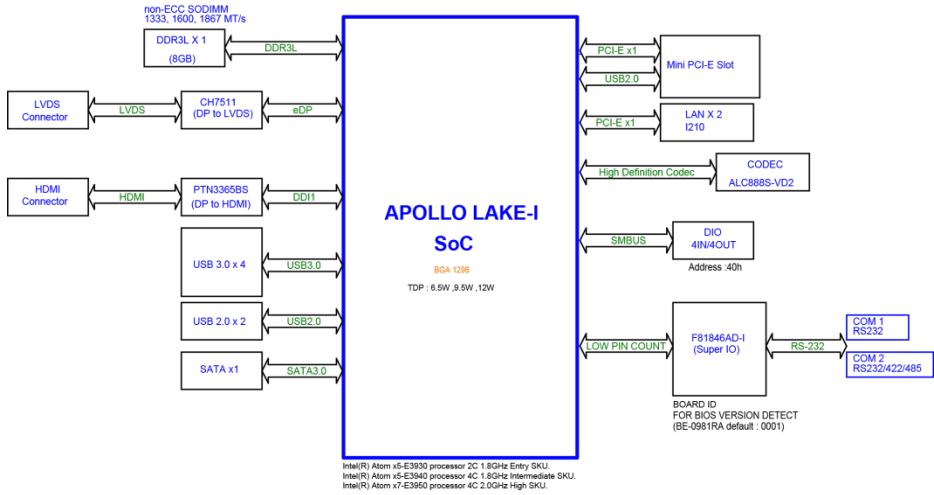 non-ECC SODIMM
1333, 1600, 1867 MT/s
DDR3L X 1
(8GB)
DDR3L
LVDS
Connector
LVDS
CH7511
(DP to LVDS)
eDP
HDMI
Connector
HDMI
PTN3365BS
(DP to HDMI)
DDI1
USB 3.0 x 4
USB3.0
USB 2.0 x 2
USB2.0
SATA x1
SATA3.0
APOLLO LAKE-I
SoC
BGA 1296
TDP : 6.5W ,9.5W ,12W
PCI-E x1
USB2.0
Mini PCI-E Slot
PCI-E x1
LAN X 2
I210
High Definition Codec
CODEC
ALC888S-VD2
SMBUS
DIO
4IN/4OUT
Address :40h
LOW PIN COUNT
F81846AD-I
(Super IO)
RS-232
COM 1
RS232
COM 2
RS232/422/485
BOARD ID
FOR BIOS VERSION DETECT
(BE-0981RA default : 0001)
Intel(R) Atom x5-E3930 processor 2C 1.8GHz Entry SKU.
Intel(R) Atom x5-E3940 processor 4C 1.8GHz Intermediate SKU.
Intel(R) Atom x7-E3950 processor 4C 2.0GHz High SKU.